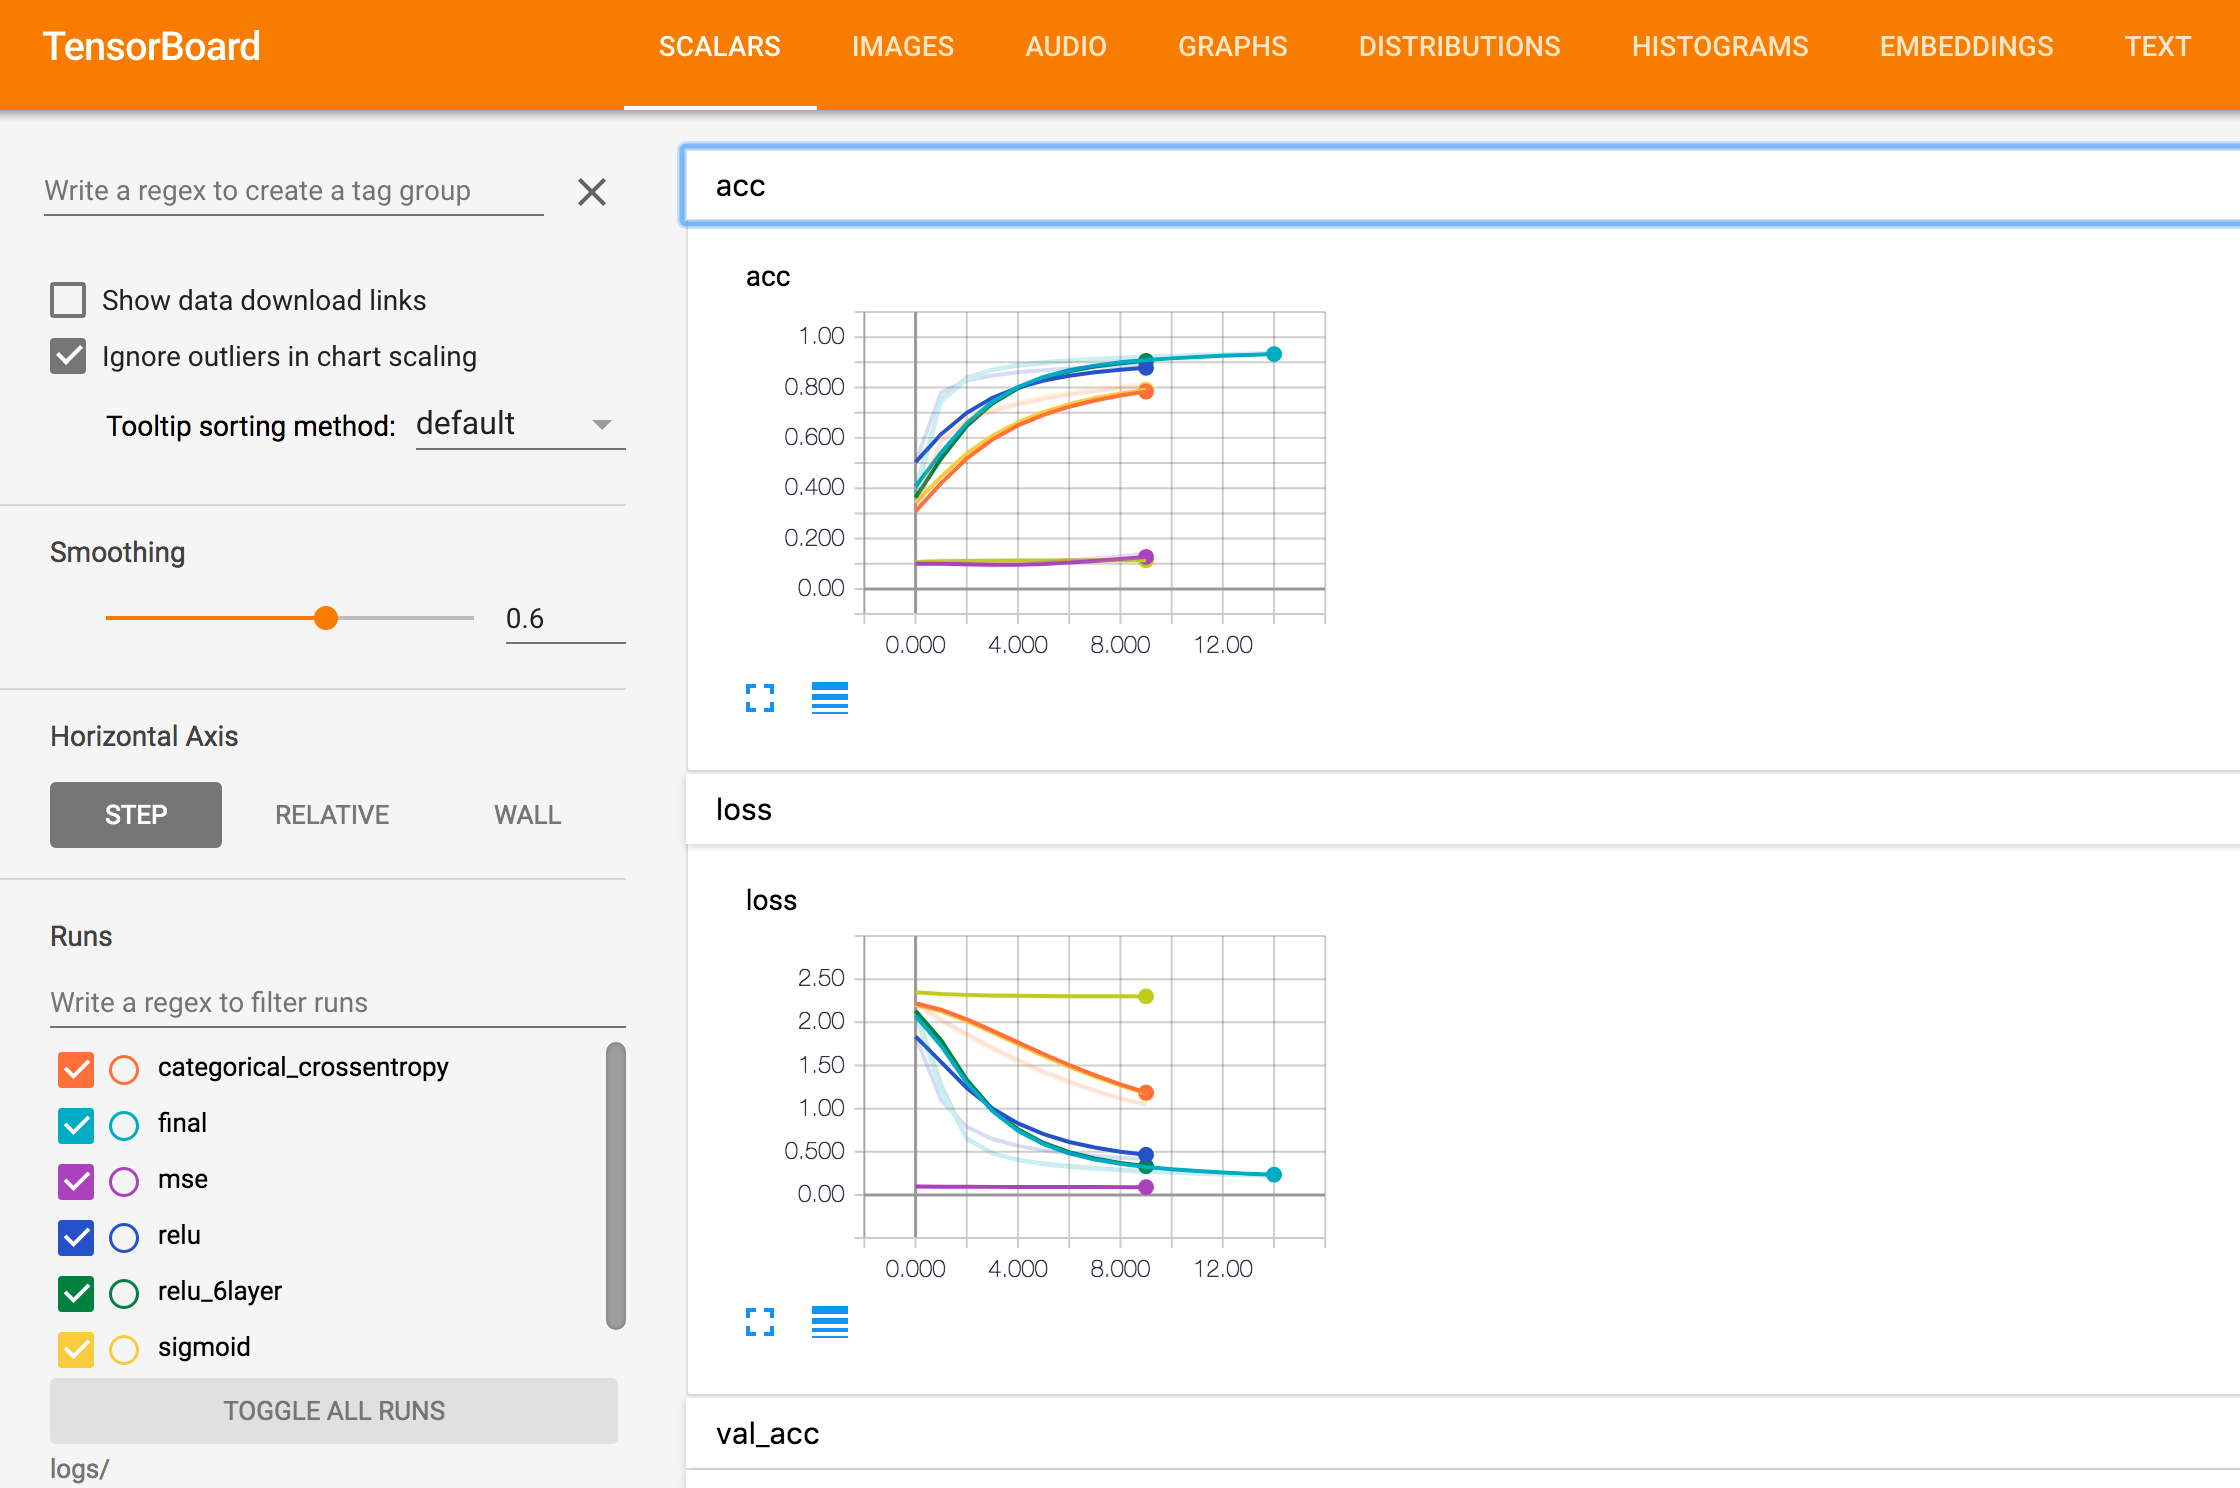 TensorBoard
SCALARS IMAGES AUDIO GRAPHS DISTRIBUTIONS HISTOGRAMS EMBEDDINGS TEXT
Write a regex to create a tag group
Show data download links
Ignore outliers in chart scaling
Tooltip sorting method: default
Smoothing
0.6
Horizontal Axis
STEP RELATIVE WALL
Runs
Write a regex to filter runs
categorical_crossentropy
final
mse
relu
relu_6layer
sigmoid
TOGGLE ALL RUNS
logs/
acc
acc
1.00
0.800
0.600
0.400
0.200
0.00
0.000 4.000 8.000 12.00
loss
loss
2.50
2.00
1.50
1.00
0.500
0.00
0.000 4.000 8.000 12.00
val_acc